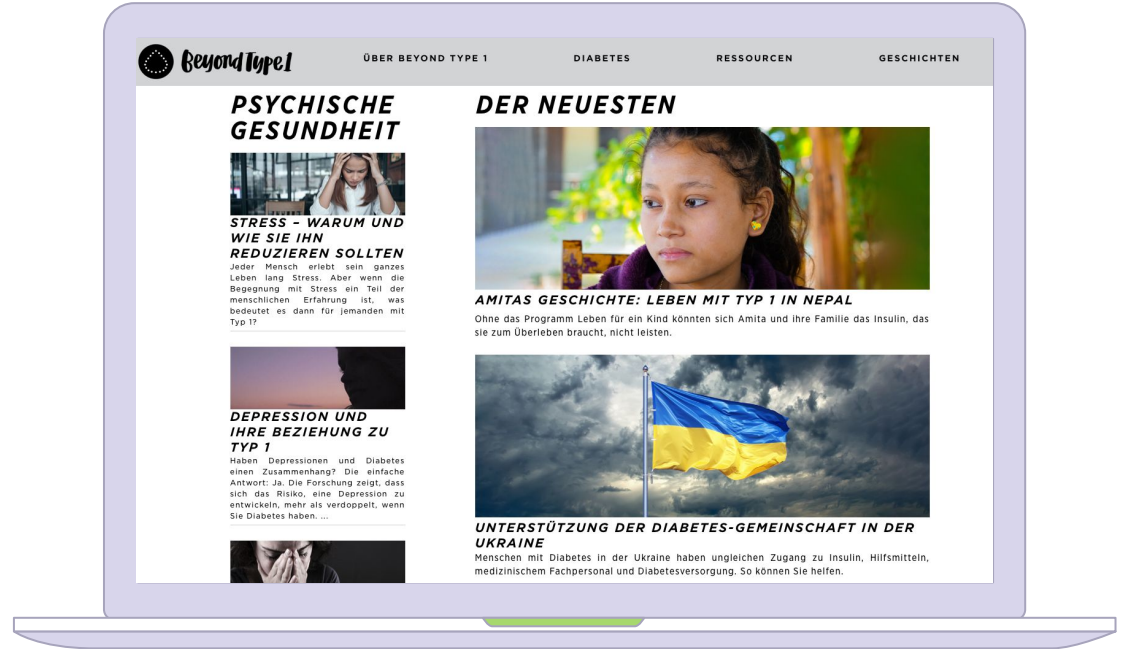 Beyond Type 1
ÜBER BEYOND TYPE 1
DIABETES
RESSOURCEN
GESCHICHTEN
PSYCHISCHE
GESUNDHEIT
STRESS – WARUM UND
WIE SIE IHN
REDUZIEREN SOLLTEN
Jeder Mensch erlebt sein ganzes
Leben lang Stress. Aber wenn die
Begegnung mit Stress ein Teil der
menschlichen Erfahrung ist, was
bedeutet es dann für jemanden mit
Typ 1?
DEPRESSION UND
IHRE BEZIEHUNG ZU
TYP 1
Haben Depressionen und Diabetes
einen Zusammenhang? Die einfache
Antwort: Ja. Die Forschung zeigt, dass
sich das Risiko, eine Depression zu
entwickeln, mehr als verdoppelt, wenn
Sie Diabetes haben. ...
DER NEUESTEN
AMITAS GESCHICHTE: LEBEN MIT TYP 1 IN NEPAL
Ohne das Programm Leben für ein Kind könnten sich Amita und ihre Familie das Insulin, das
sie zum Überleben braucht, nicht leisten.
UNTERSTÜTZUNG DER DIABETES-GEMEINSCHAFT IN DER
UKRAINE
Menschen mit Diabetes in der Ukraine haben ungleichen Zugang zu Insulin, Hilfsmitteln,
medizinischem Fachpersonal und Diabetesversorgung. So können Sie helfen.